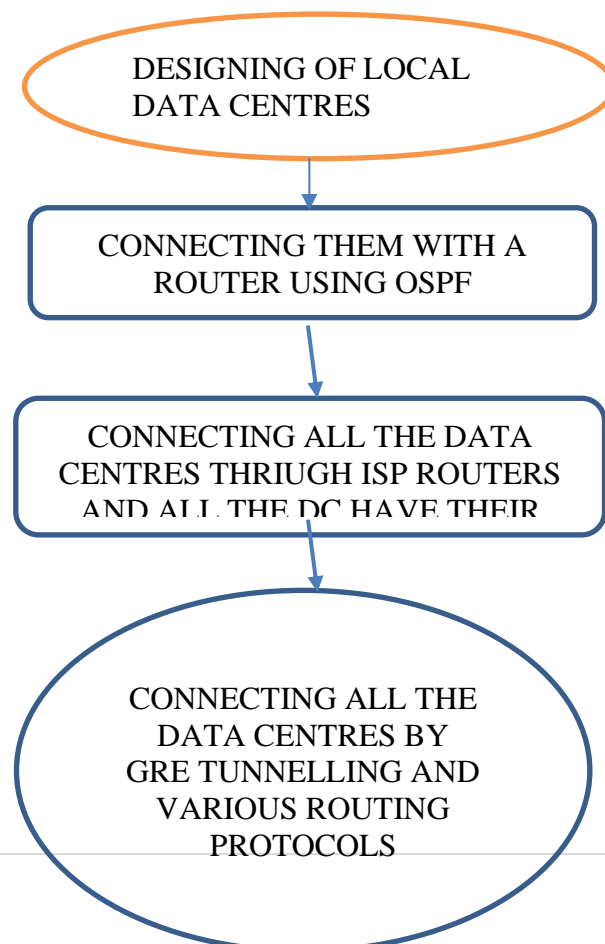 DESIGNING OF LOCAL
DATA CENTRES
CONNECTING THEM WITH A
ROUTER USING OSPF
CONNECTING ALL THE DATA
CENTRES THRIUGH ISP ROUTERS
AND ALL THE DC HAVE THEIR
CONNECTING ALL THE
DATA CENTRES BY
GRE TUNNELLING AND
VARIOUS ROUTING
PROTOCOLS